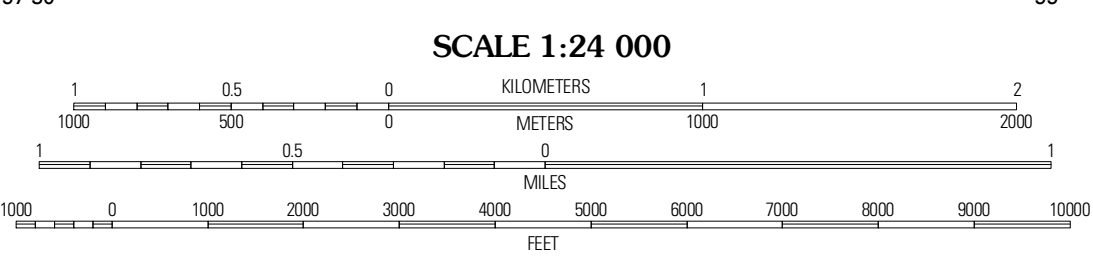 SCALE 1:24 000
1 0.5 0 KILOMETERS 1 2
1000 500 0 METERS 1000 2000
1 0.5 0 1
MILES
1000 0 1000 2000 3000 4000 5000 6000 7000 8000 9000 10000
FEET